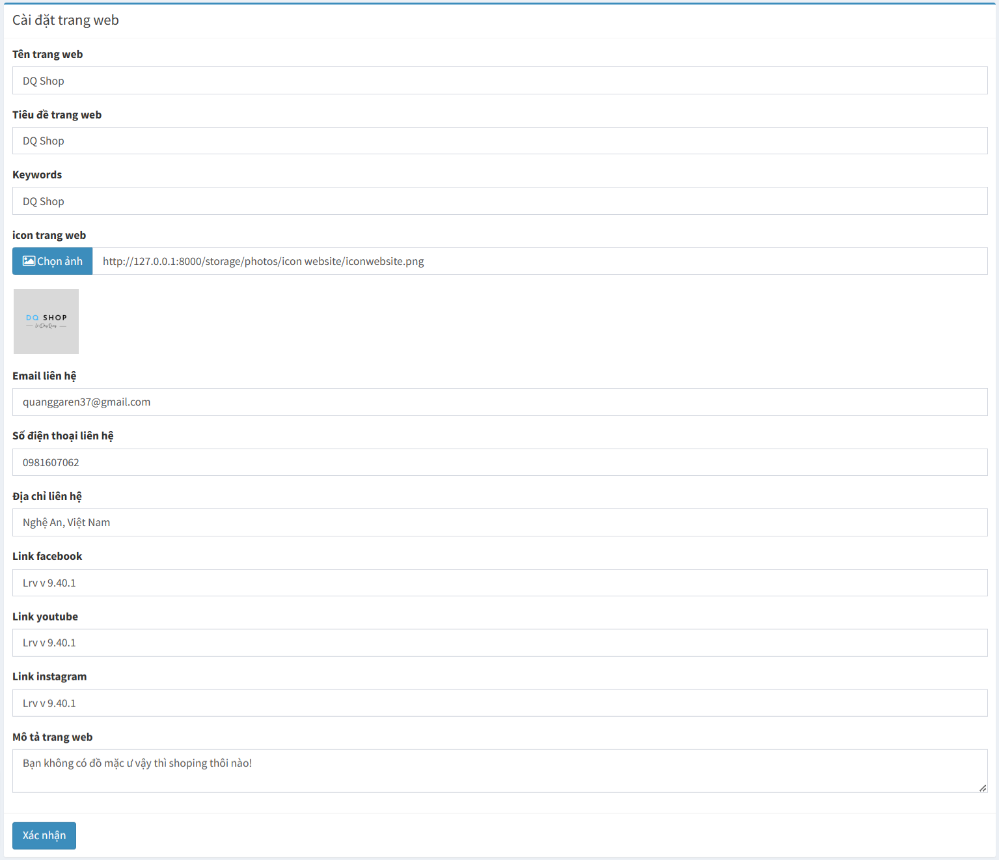 Cài đặt trang web
Tên trang web
DQ Shop
Tiêu đề trang web
DQ Shop
Keywords
DQ Shop
icon trang web
Chọn ảnh
http://127.0.0.1:8000/storage/photos/icon website/iconwebsite.png
DQ SHOP
Email liên hệ
quanggaren37@gmail.com
Số điện thoại liên hệ
0981607062
Địa chỉ liên hệ
Nghệ An, Việt Nam
Link facebook
Lrv v 9.40.1
Link youtube
Lrv v 9.40.1
Link instagram
Lrv v 9.40.1
Mô tả trang web
Bạn không có đồ mặc ư vậy thì shoping thôi nào!
Xác nhận